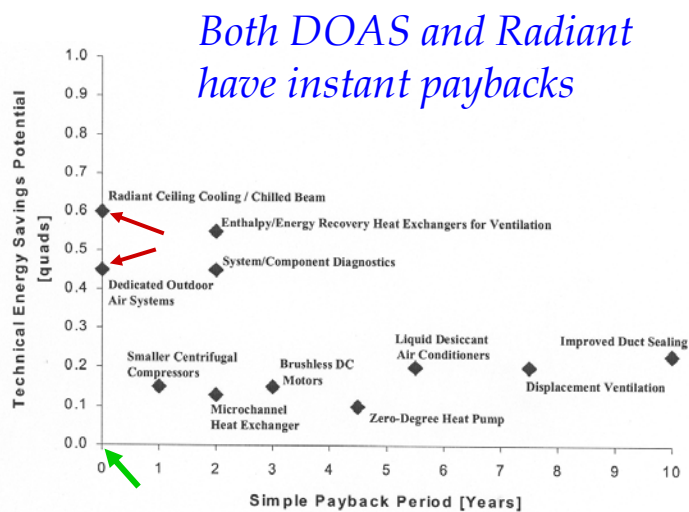 Both DOAS and Radiant
have instant paybacks
Technical Energy Savings Potential
[quads]
1.0
0.9
0.8
0.7
0.6
0.5
0.4
0.3
0.2
0.1
0.0
Radiant Ceiling Cooling / Chilled Beam
Enthalpy/Energy Recovery Heat Exchangers for Ventilation
System/Component Diagnostics
Dedicated Outdoor
Air Systems
Smaller Centrifugal
Compressors
Microchannel
Heat Exchanger
Brushless DC
Motors
Liquid Desiccant
Air Conditioners
Zero-Degree Heat Pump
Improved Duct Sealing
Displacement Ventilation
0 1 2 3 4 5 6 7 8 9 10
Simple Payback Period [Years]